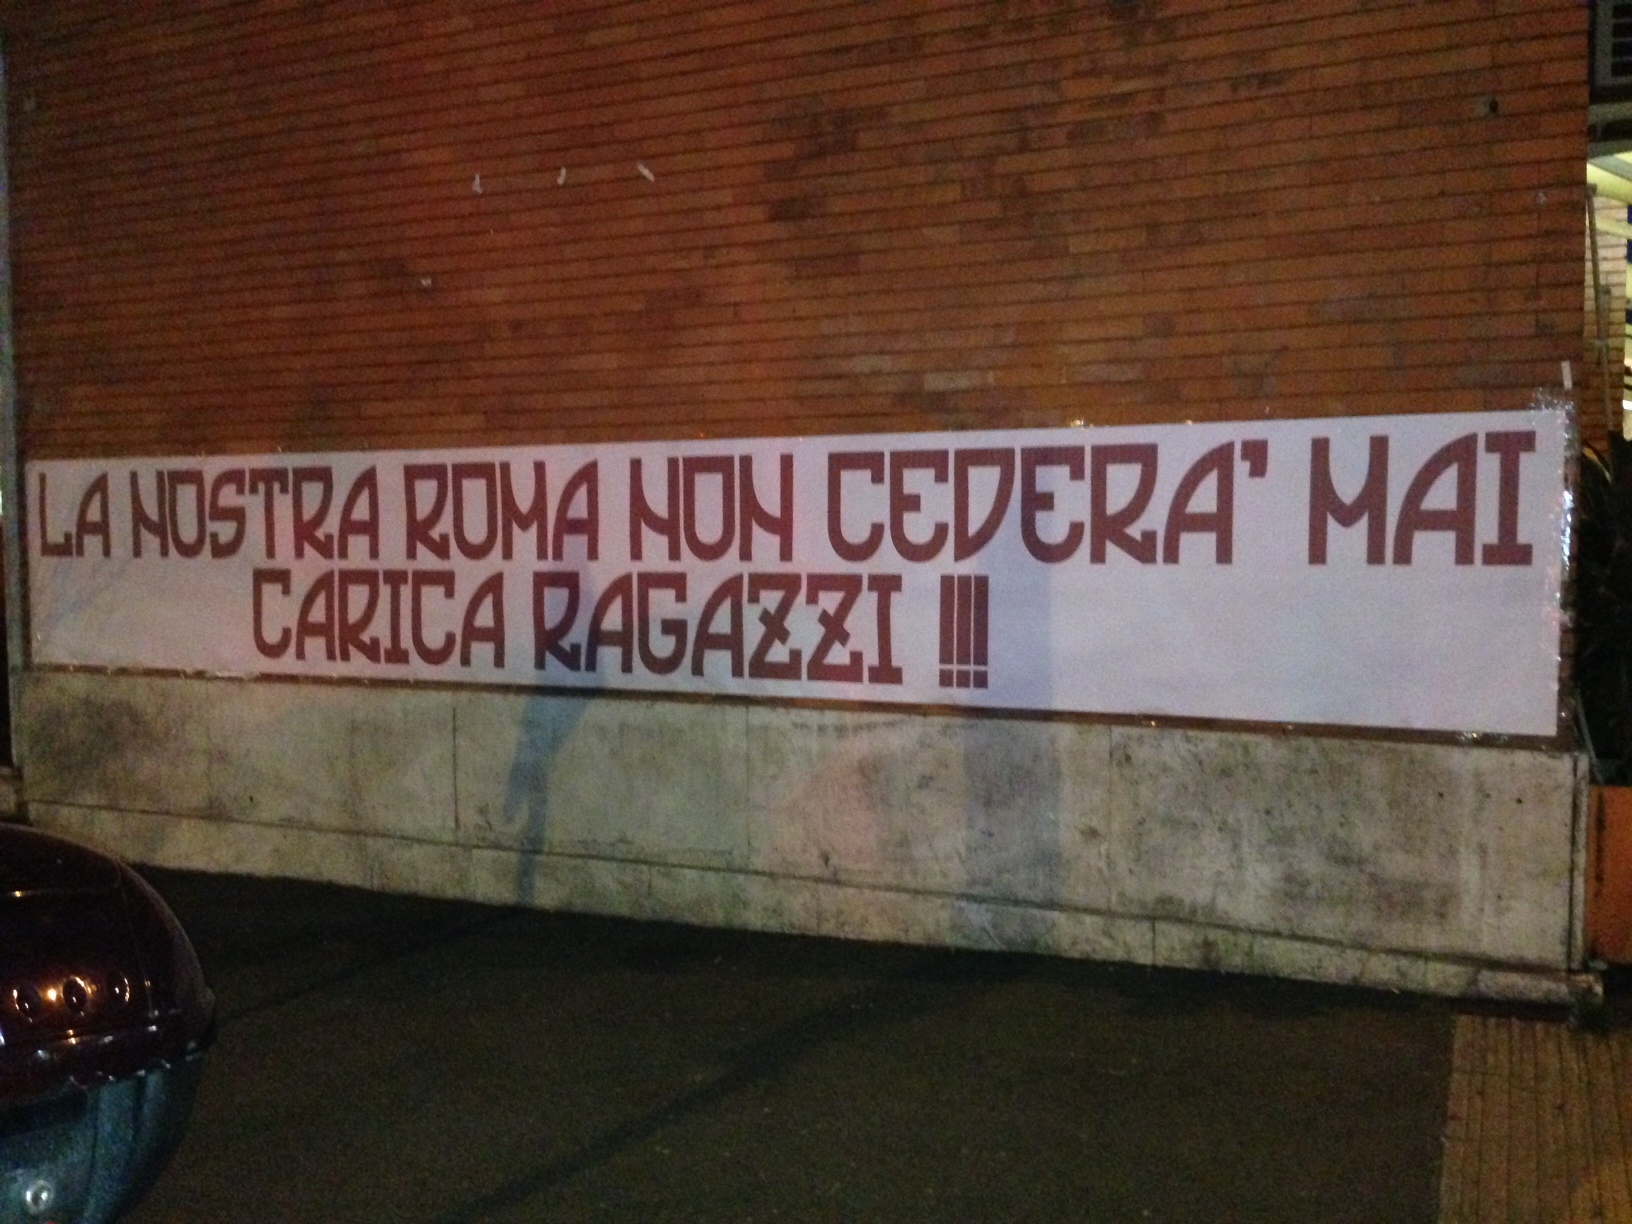 LA NOSTRA ROMA NON CEDERA' MAI
CARICA RAGAZZI !!!